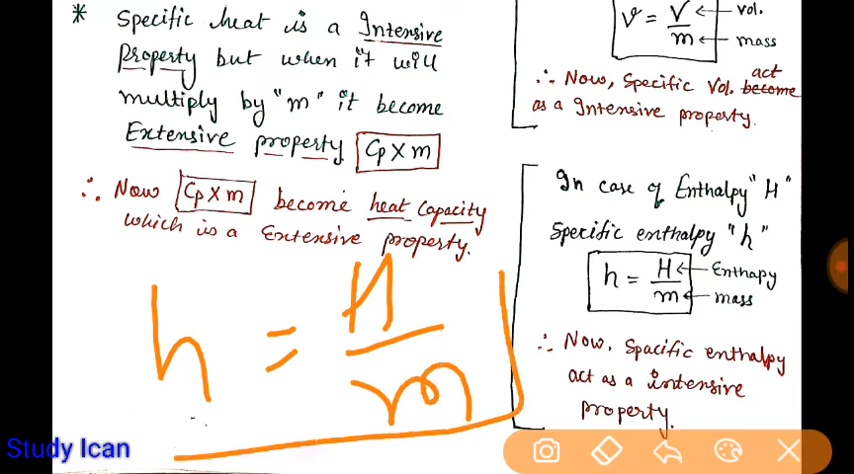 * Specific heat is a Intensive
Property but when it will
multiply by "m" it become
Extensive property Cp X m
∴ Now Cp X m become heat Capacity
which is a Extensive property.
h = H/m
v = V/m
vol.
mass
∴ Now, Specific Vol. become act
as a Intensive property.
In case of Enthalpy "H"
Specific enthalpy "h"
h = H/m
Enthapy
mass
∴ Now, Spacific enthalpy
act as a intensive
property.
Study Ican